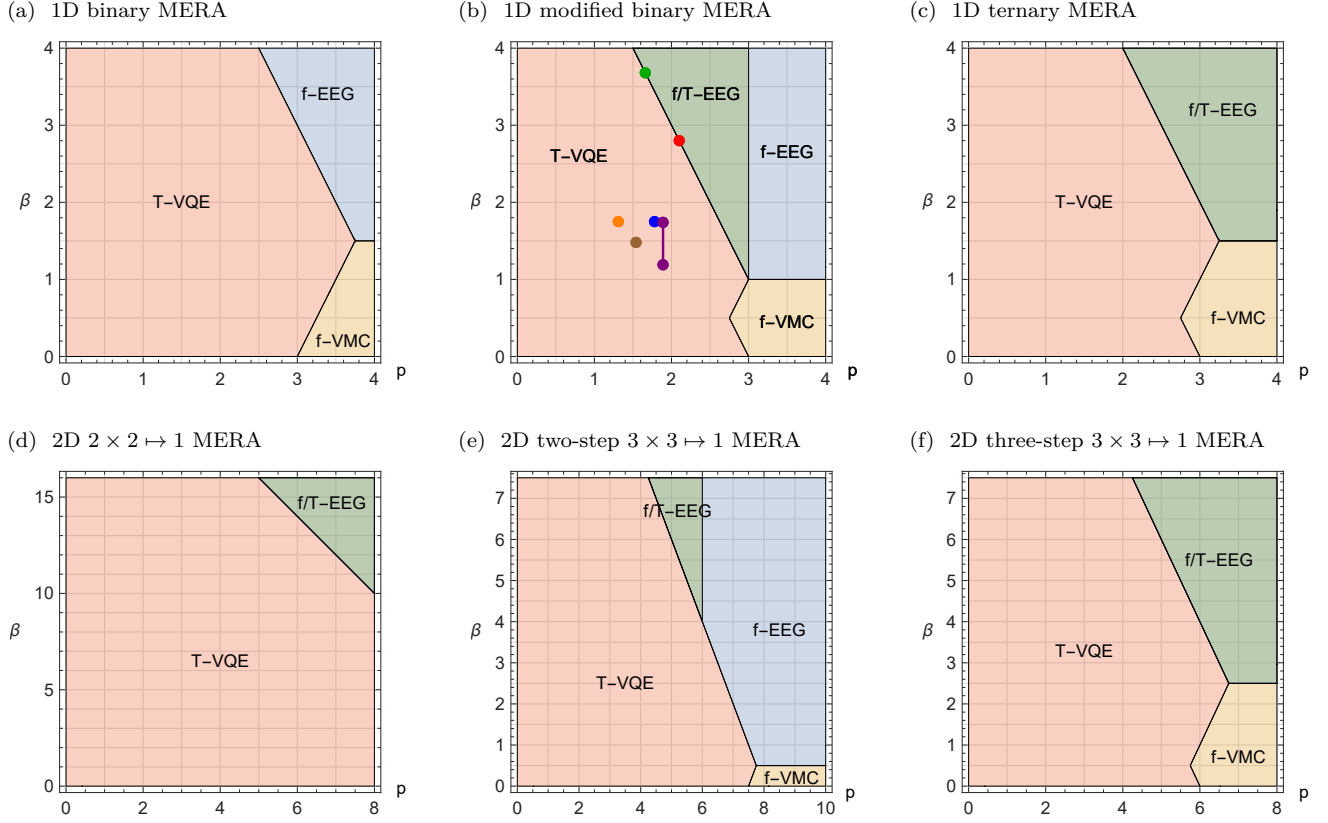 (a) 1D binary MERA
(b) 1D modified binary MERA
(c) 1D ternary MERA
4
3
2
1
0
β
T−VQE
f−EEG
f−VMC
0 1 2 3 4 p
4
3
2
1
0
β
T−VQE
f/T−EEG
f−EEG
f−VMC
0 1 2 3 4 p
4
3
2
1
0
β
T−VQE
f/T−EEG
f−VMC
0 1 2 3 4 p
(d) 2D 2 × 2 ↦ 1 MERA
(e) 2D two-step 3 × 3 ↦ 1 MERA
(f) 2D three-step 3 × 3 ↦ 1 MERA
15
10
5
0
β
f/T−EEG
T−VQE
0 2 4 6 8 p
7
6
5
4
3
2
1
0
β
f/T−EEG
f−EEG
T−VQE
f−VMC
0 2 4 6 8 10 p
7
6
5
4
3
2
1
0
β
f/T−EEG
T−VQE
f−VMC
0 2 4 6 8 p